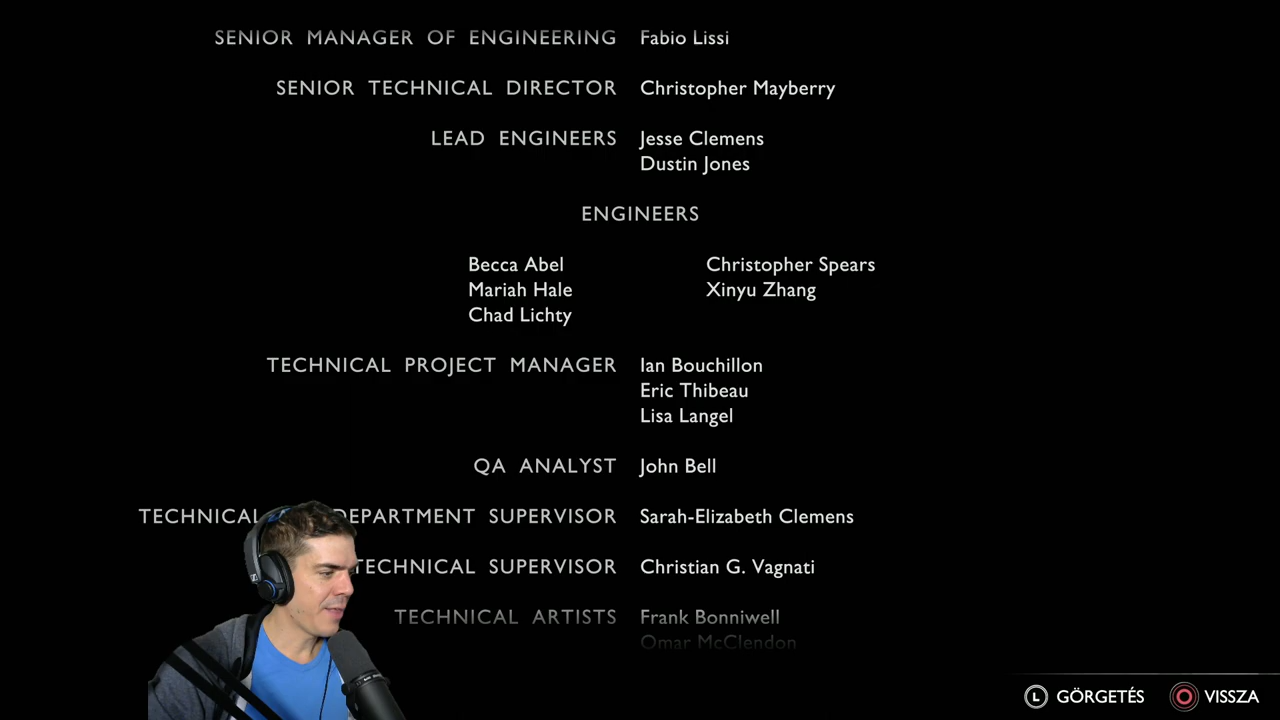 SENIOR MANAGER OF ENGINEERING Fabio Lissi
SENIOR TECHNICAL DIRECTOR Christopher Mayberry
LEAD ENGINEERS Jesse Clemens
Dustin Jones
ENGINEERS
Becca Abel Christopher Spears
Mariah Hale Xinyu Zhang
Chad Lichty
TECHNICAL PROJECT MANAGER Ian Bouchillon
Eric Thibeau
Lisa Langel
QA ANALYST John Bell
TECHNICAL DEPARTMENT SUPERVISOR Sarah-Elizabeth Clemens
TECHNICAL SUPERVISOR Christian G. Vagnati
TECHNICAL ARTISTS Frank Bonniwell
Omar McClendon
L GÖRGETÉS VISSZA